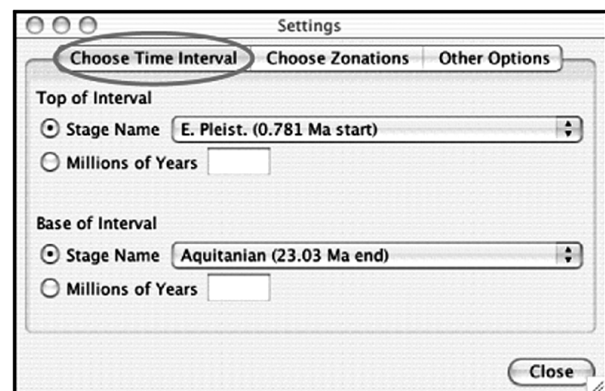 Settings
Choose Time Interval Choose Zonations Other Options
Top of Interval
Stage Name E. Pleist. (0.781 Ma start)
Millions of Years
Base of Interval
Stage Name Aquitanian (23.03 Ma end)
Millions of Years
Close